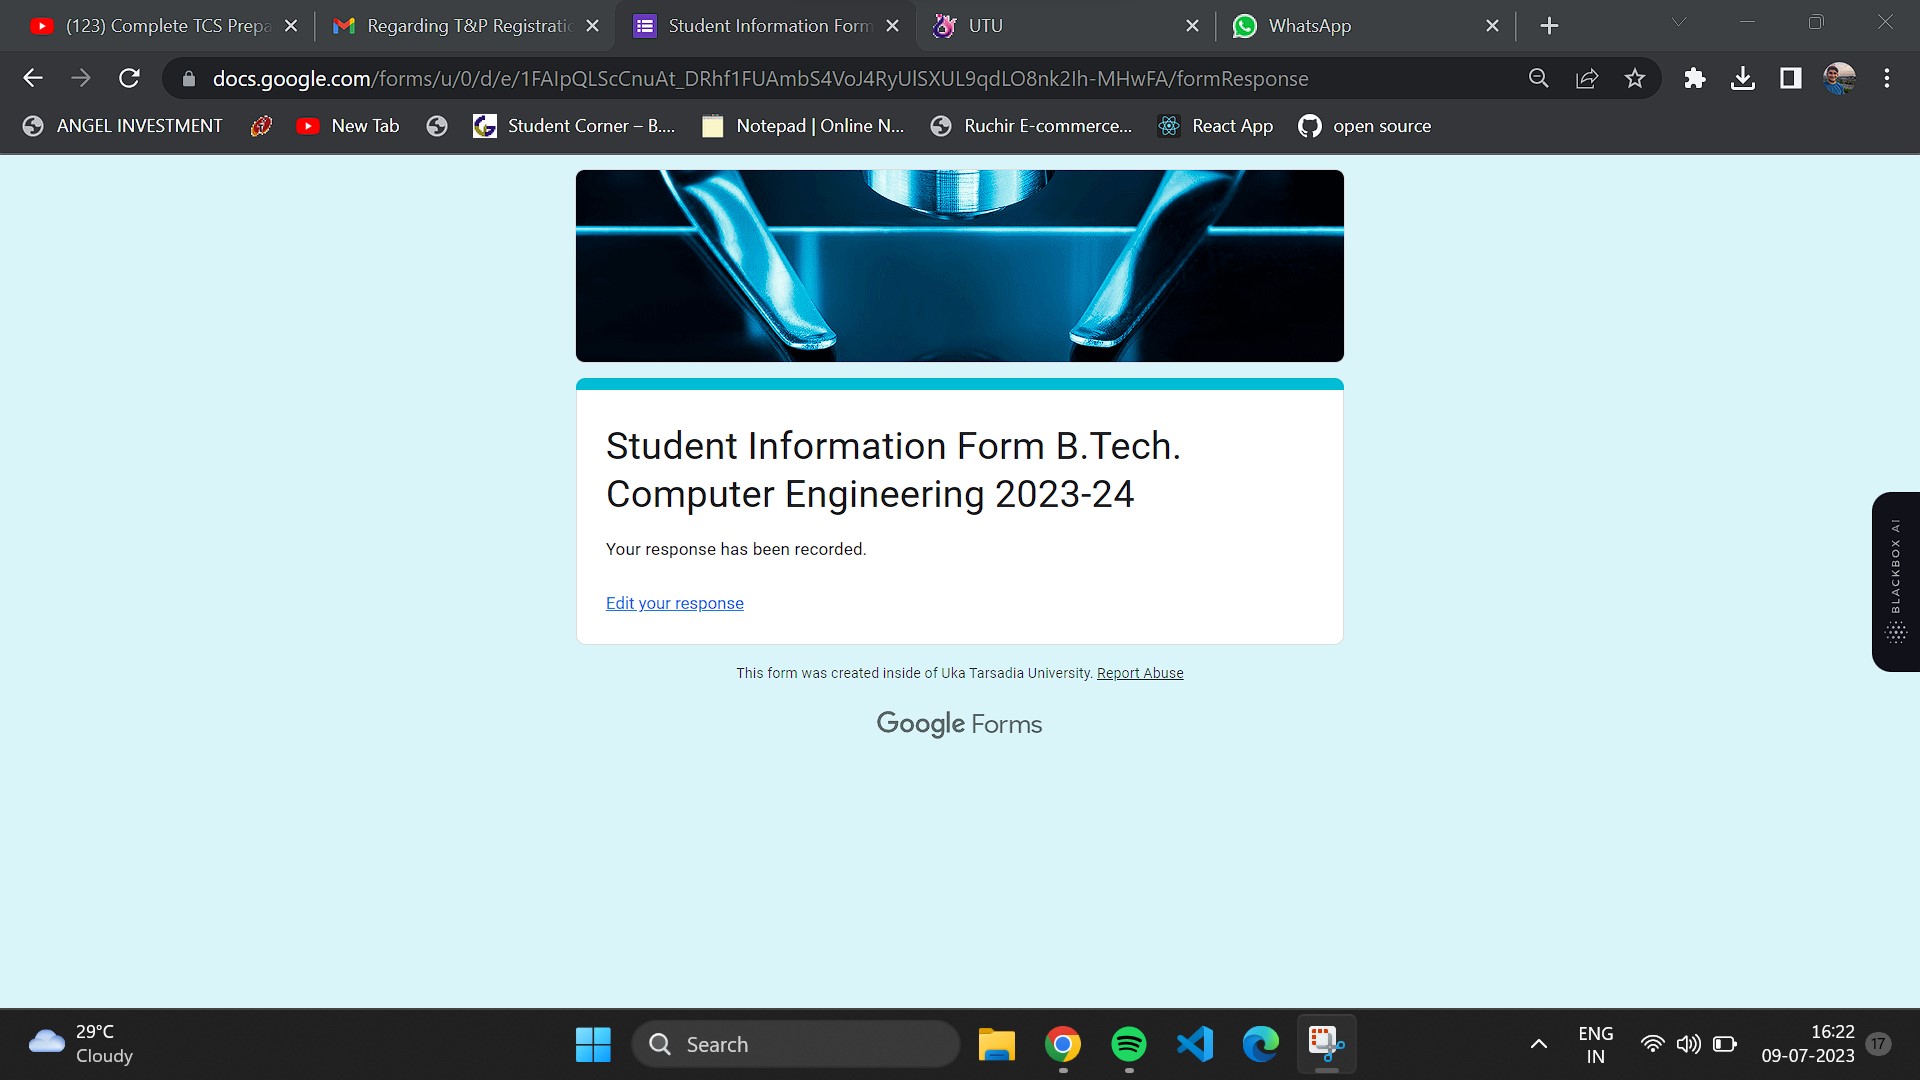 (123) Complete TCS Prepa
Regarding T&P Registratic
Student Information Form
UTU
WhatsApp
docs.google.com/forms/u/0/d/e/1FAIpQLScCnuAt_DRhf1FUAmbS4VoJ4RyUlSXUL9qdLO8nk2Ih-MHwFA/formResponse
ANGEL INVESTMENT
New Tab
Student Corner – B....
Notepad | Online N...
Ruchir E-commerce...
React App
open source
Student Information Form B.Tech.
Computer Engineering 2023-24
Your response has been recorded.
Edit your response
This form was created inside of Uka Tarsadia University. Report Abuse
Google Forms
BLACKBOX AI
29°C
Cloudy
Search
ENG
IN
16:22
09-07-2023
17